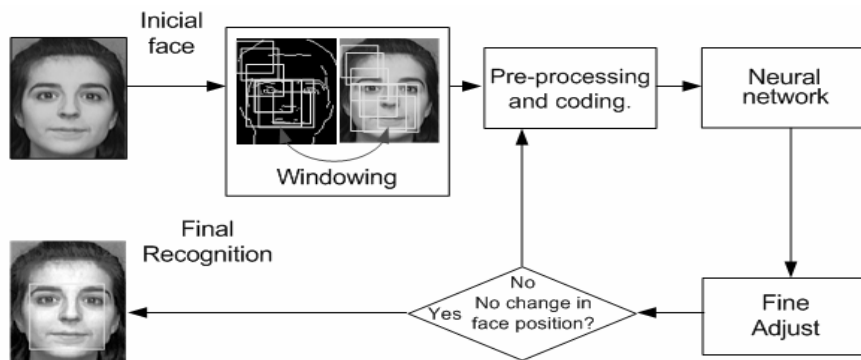 Inicial
face
Windowing
Pre-processing
and coding.
Neural
network
Final
Recognition
No
No change in
Yes face position?
Fine
Adjust